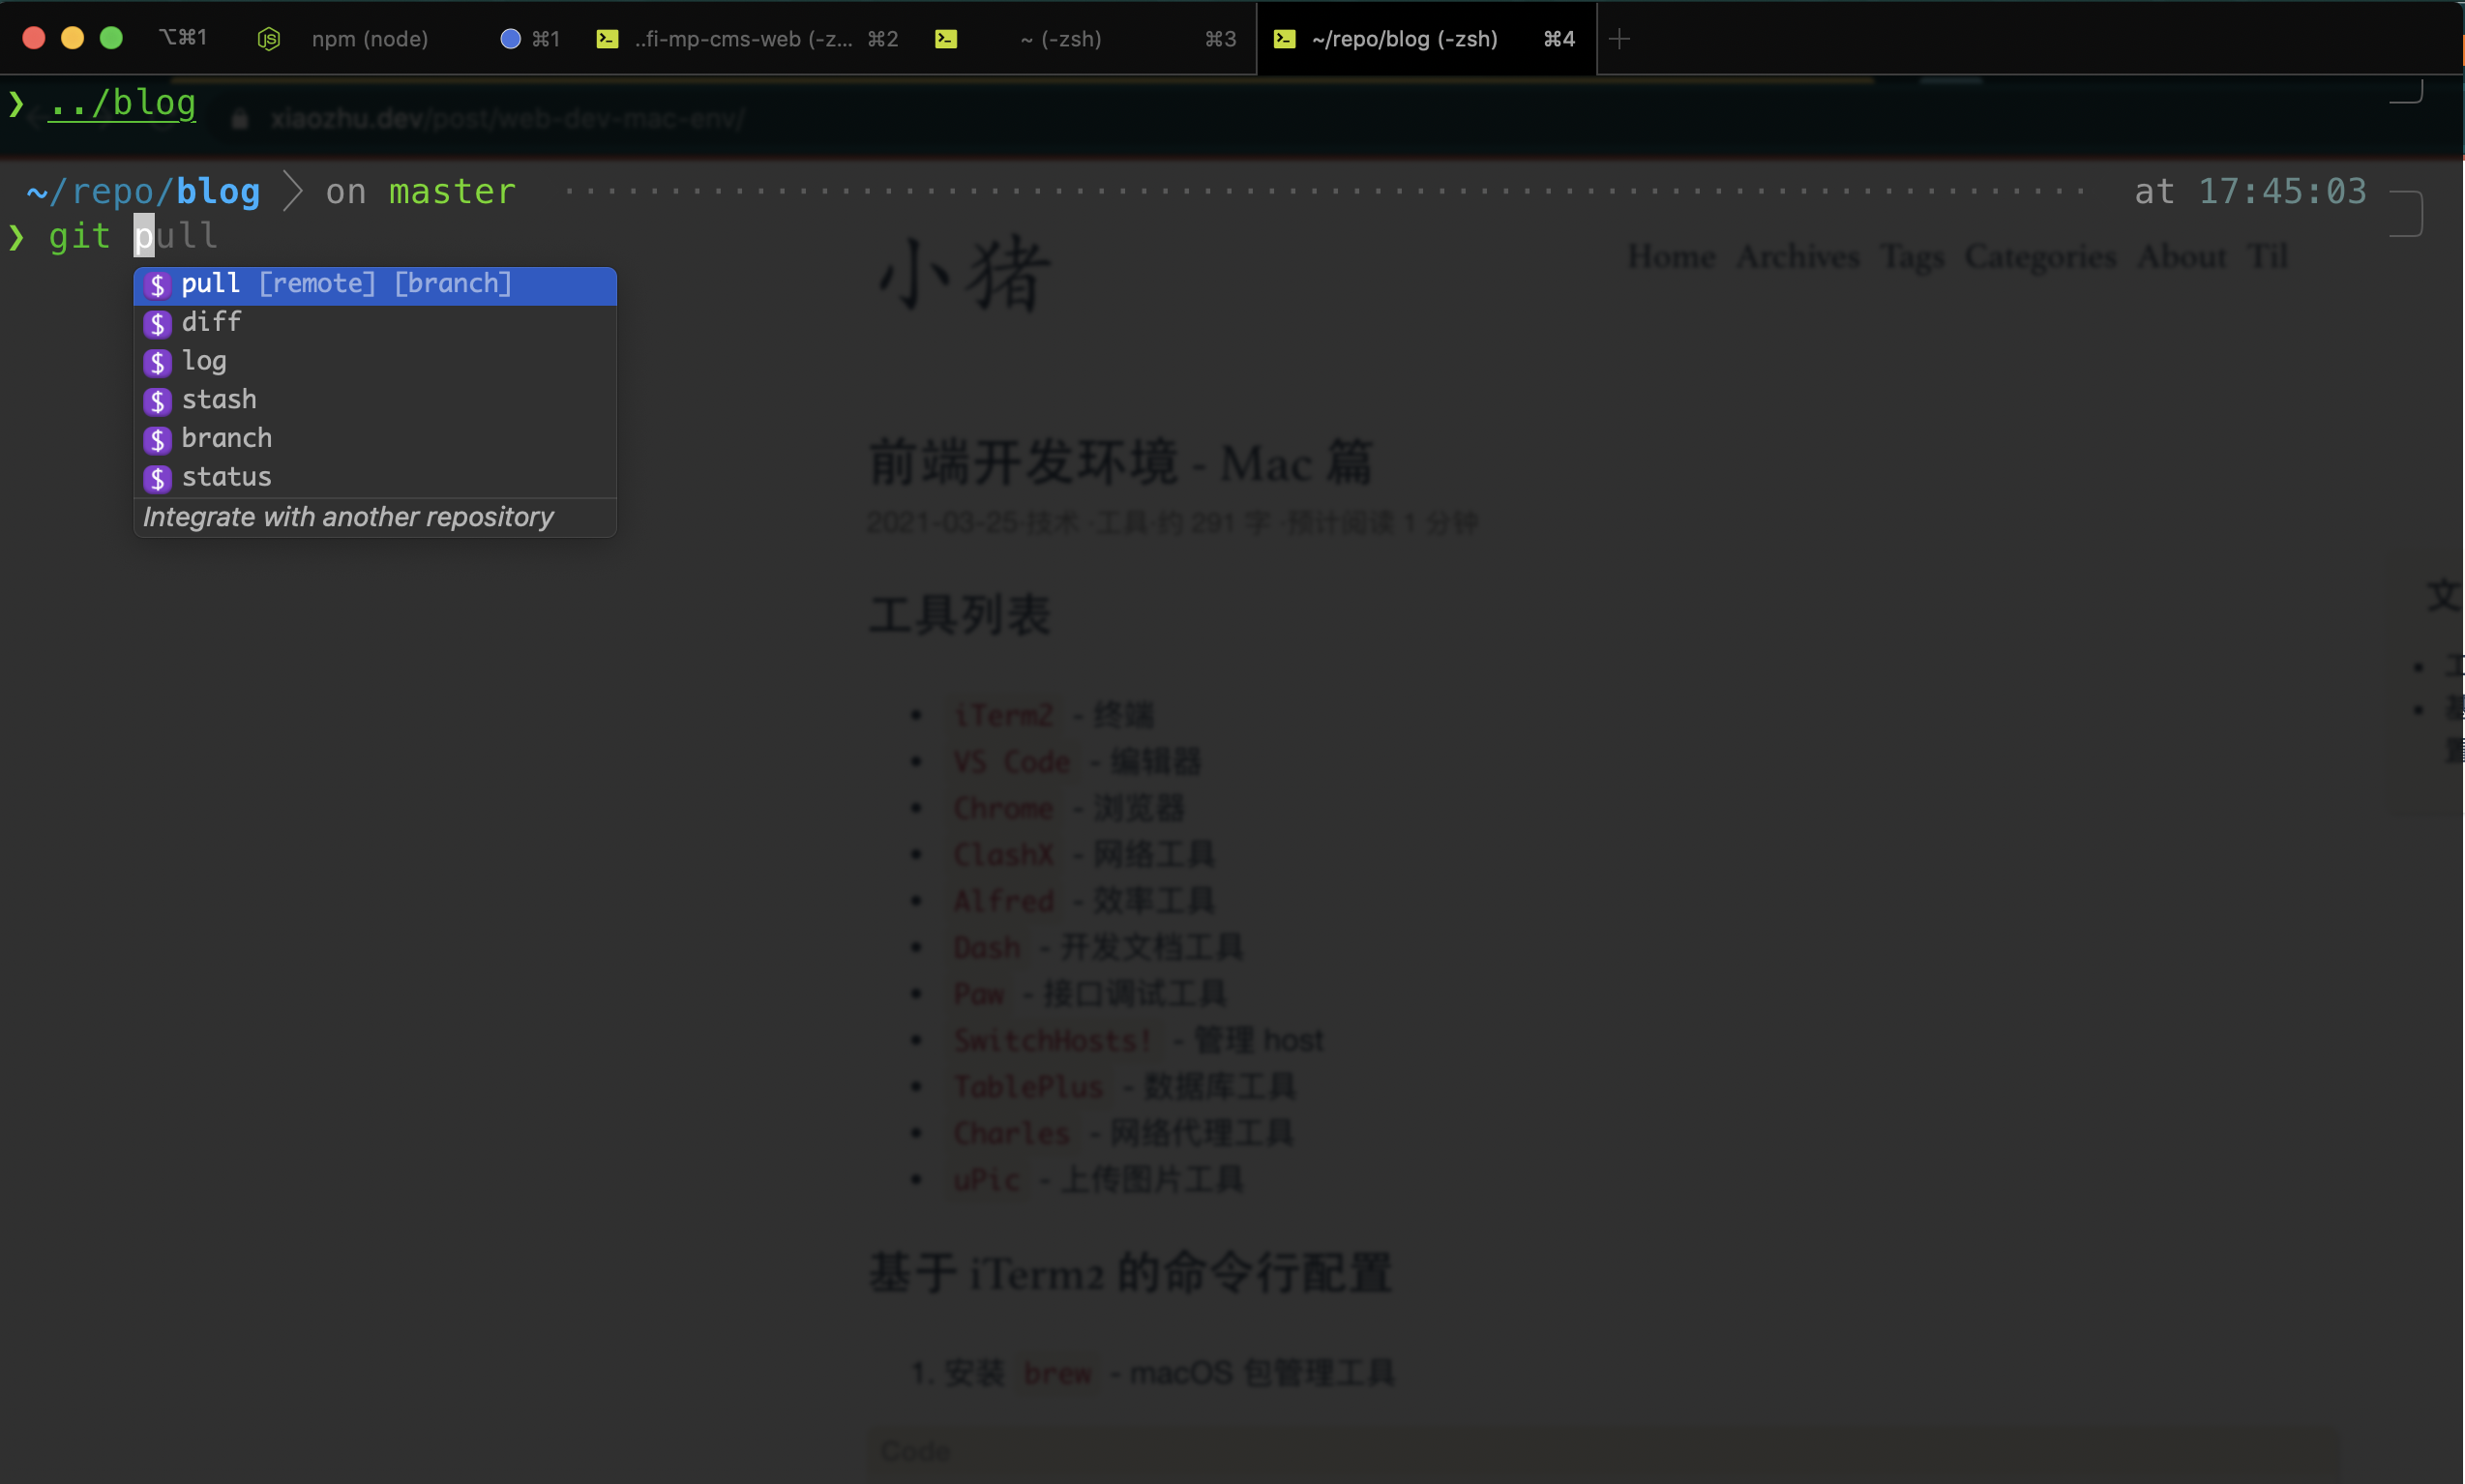 ⌥⌘1 npm (node) ⌘1 ..fi-mp-cms-web (-z... ⌘2 ~ (-zsh) ⌘3 ~/repo/blog (-zsh) ⌘4
❯ ../blog
xiaozhu.dev/post/web-dev-mac-env/
~/repo/blog on master at 17:45:03
❯ git pull
$ pull [remote] [branch]
$ diff
$ log
$ stash
$ branch
$ status
Integrate with another repository
小猪
Home Archives Tags Categories About Til
前端开发环境 - Mac 篇
2021-03-25·技术 ·工具·约 291 字 ·预计阅读 1 分钟
工具列表
• iTerm2 - 终端
• VS Code - 编辑器
• Chrome - 浏览器
• ClashX - 网络工具
• Alfred - 效率工具
• Dash - 开发文档工具
• Paw - 接口调试工具
• SwitchHosts! - 管理 host
• TablePlus - 数据库工具
• Charles - 网络代理工具
• uPic - 上传图片工具
基于 iTerm2 的命令行配置
1. 安装 brew - macOS 包管理工具
Code
文
• 工